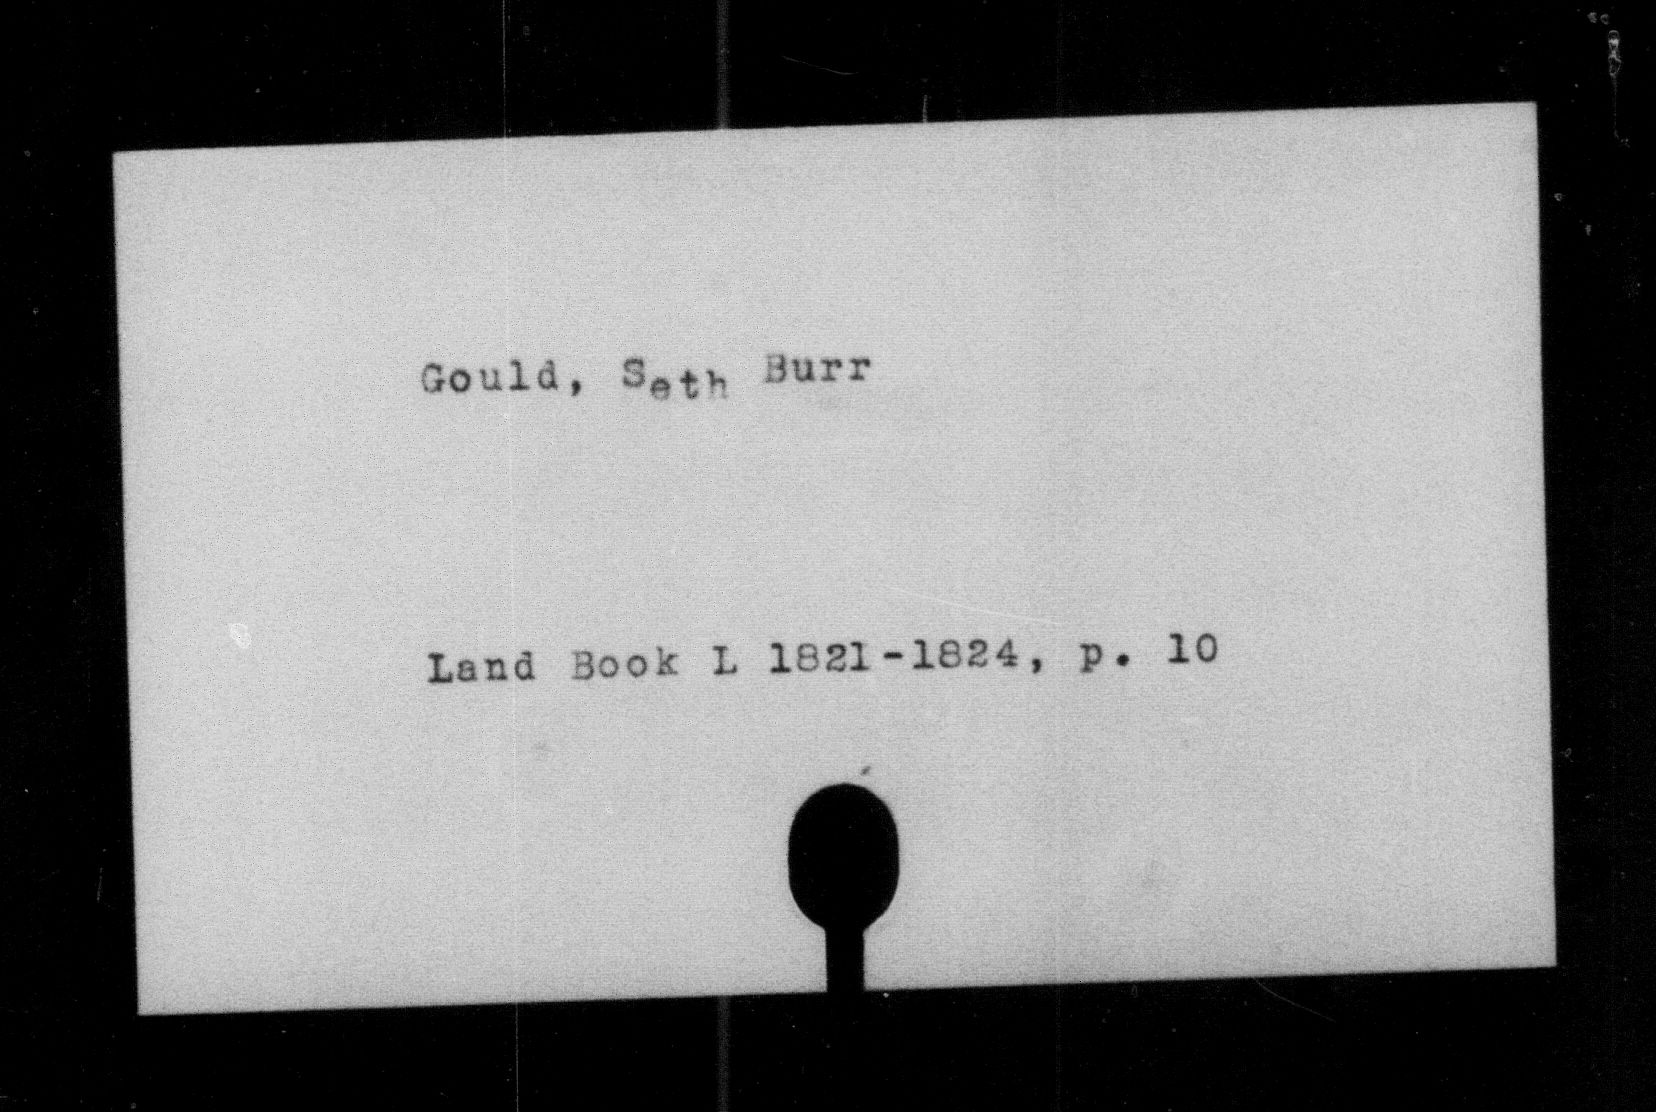 Gould, Seth Burr
Land Book L 1821-1824, p. 10